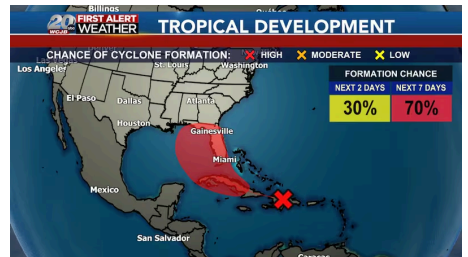 Billings
20 FIRST ALERT
WCJB WEATHER
TROPICAL DEVELOPMENT
CHANCE OF CYCLONE FORMATION: HIGH MODERATE LOW
St. Louis
Washington
Los Angeles
FORMATION CHANCE
NEXT 2 DAYS NEXT 7 DAYS
30% 70%
El Paso
Dallas
Atlanta
Houston
Gainesville
Miami
Mexico
San Salvador
Caracas